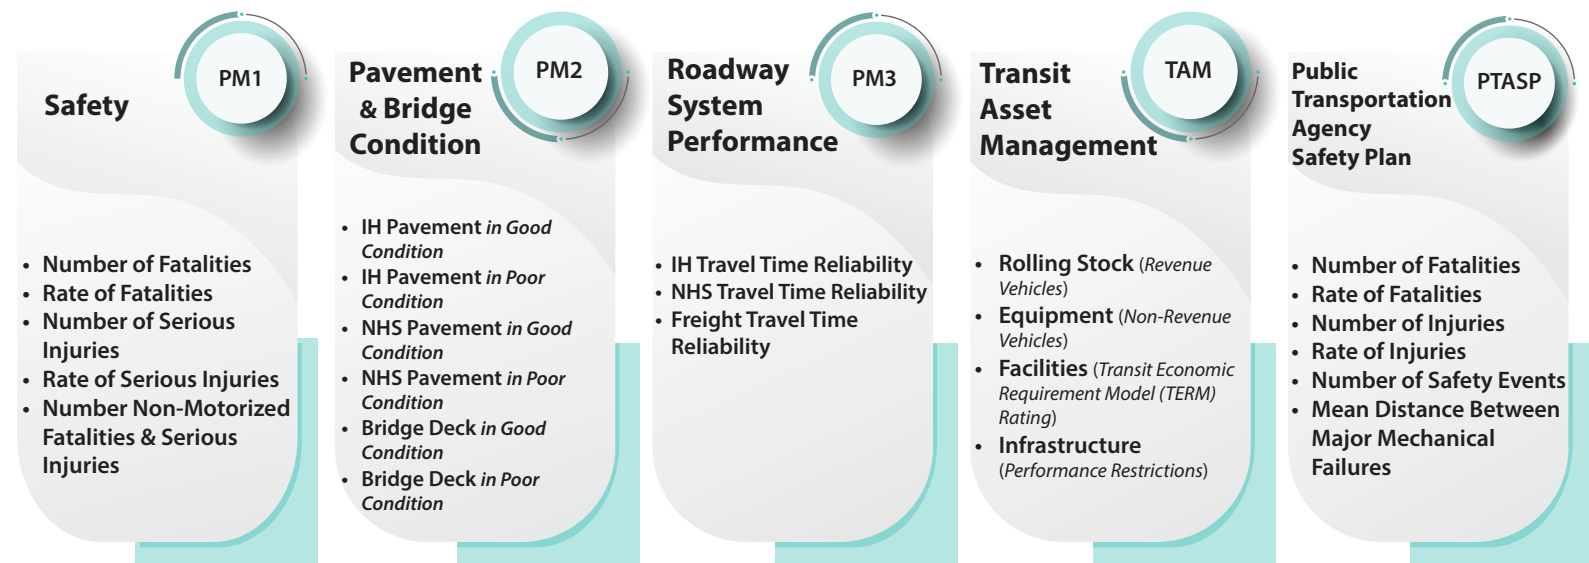 PM1
Safety
• Number of Fatalities
• Rate of Fatalities
• Number of Serious
Injuries
• Rate of Serious Injuries
• Number Non-Motorized
Fatalities & Serious
Injuries
PM2
Pavement
& Bridge
Condition
• IH Pavement in Good
Condition
• IH Pavement in Poor
Condition
• NHS Pavement in Good
Condition
• NHS Pavement in Poor
Condition
• Bridge Deck in Good
Condition
• Bridge Deck in Poor
Condition
PM3
Roadway
System
Performance
• IH Travel Time Reliability
• NHS Travel Time Reliability
• Freight Travel Time
Reliability
TAM
Transit
Asset
Management
• Rolling Stock (Revenue
Vehicles)
• Equipment (Non-Revenue
Vehicles)
• Facilities (Transit Economic
Requirement Model (TERM)
Rating)
• Infrastructure
(Performance Restrictions)
PTASP
Public
Transportation
Agency
Safety Plan
• Number of Fatalities
• Rate of Fatalities
• Number of Injuries
• Rate of Injuries
• Number of Safety Events
• Mean Distance Between
Major Mechanical
Failures